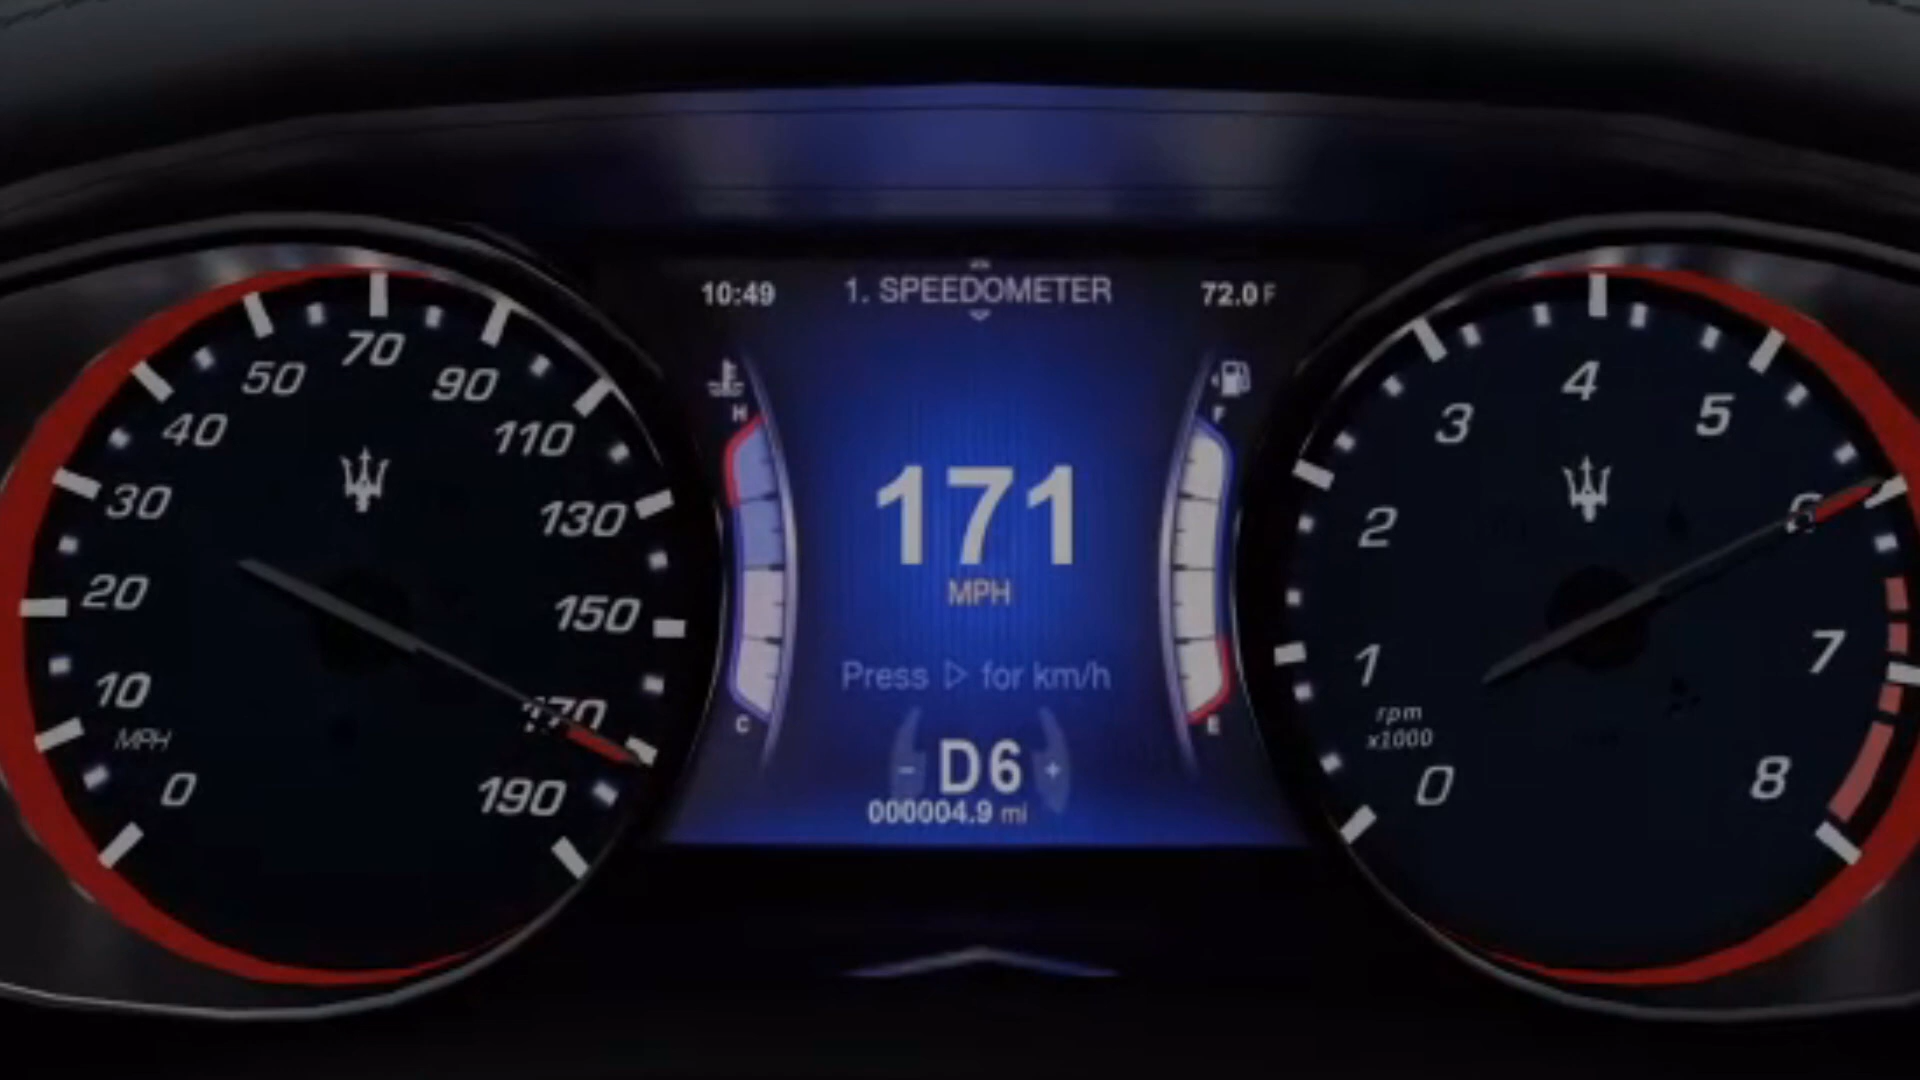 10:49
1. SPEEDOMETER
72.0 F
0
10
20
30
40
50
70
90
110
130
150
170
190
MPH
H
C
171
MPH
Press ▷ for km/h
- D6 +
000004.9 mi
F
E
0
1
2
3
4
5
6
7
8
rpm
x1000